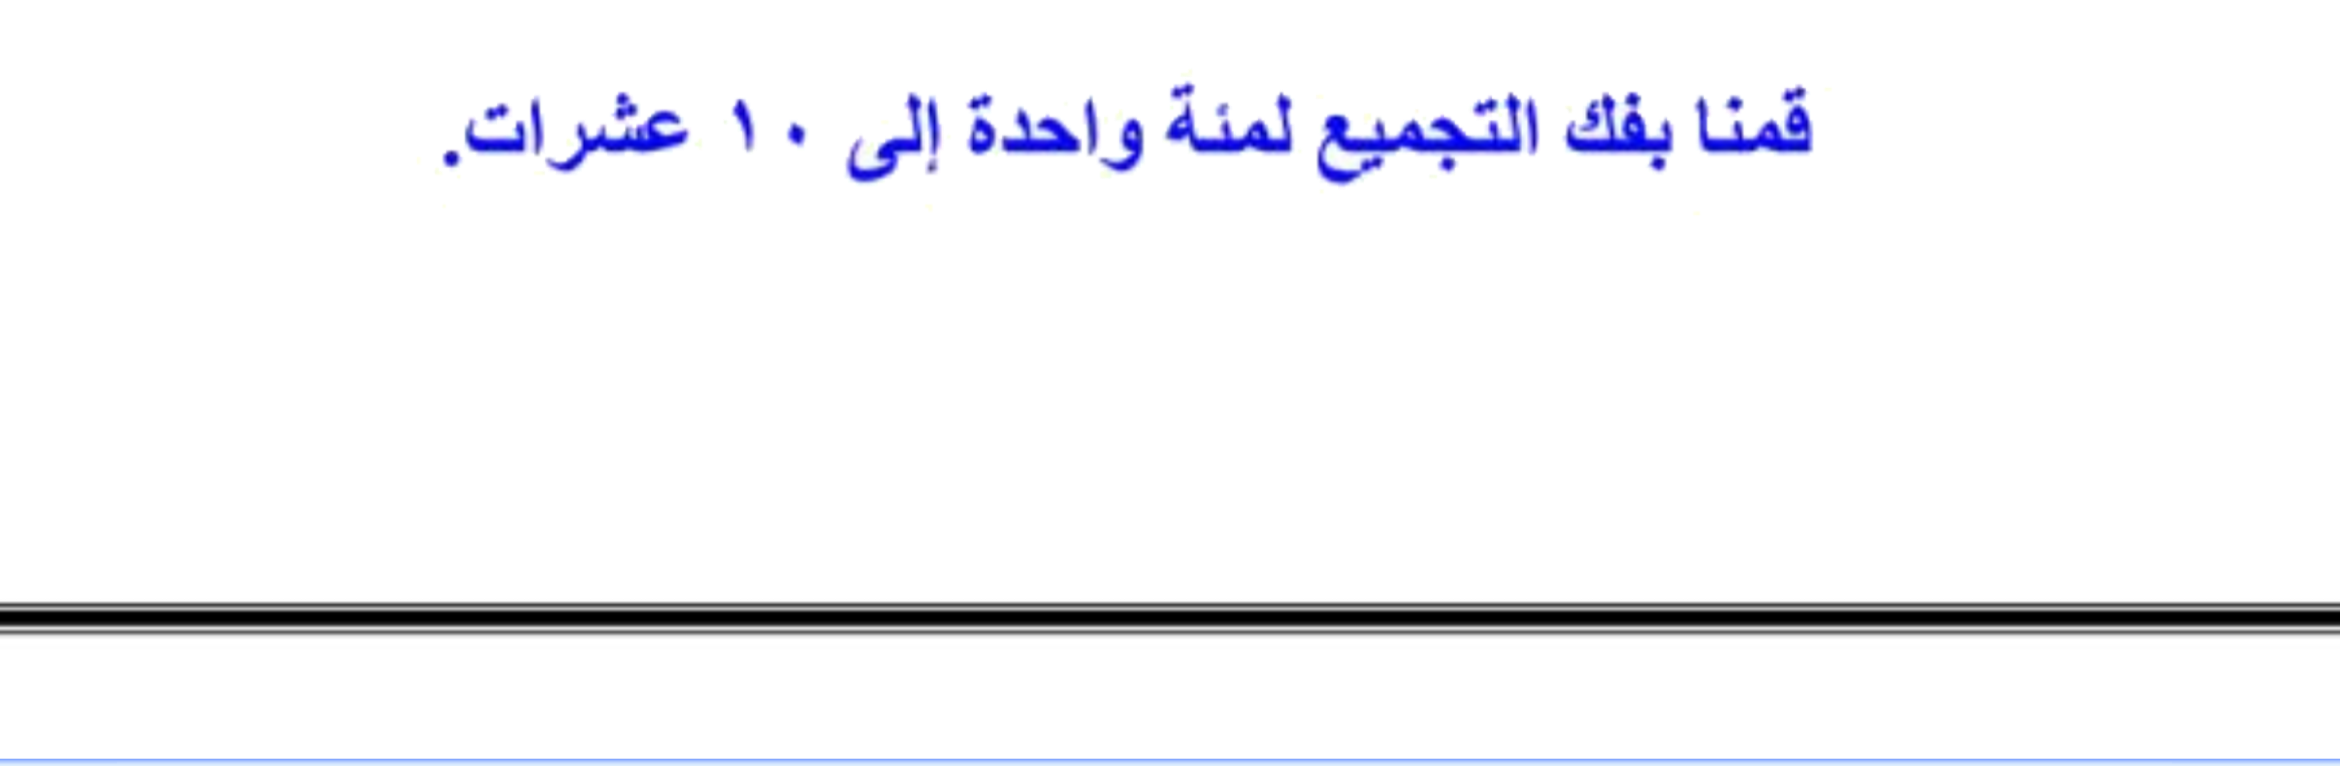 قمنا بفك التجميع لمئة واحدة إلى ١٠ عشرات.